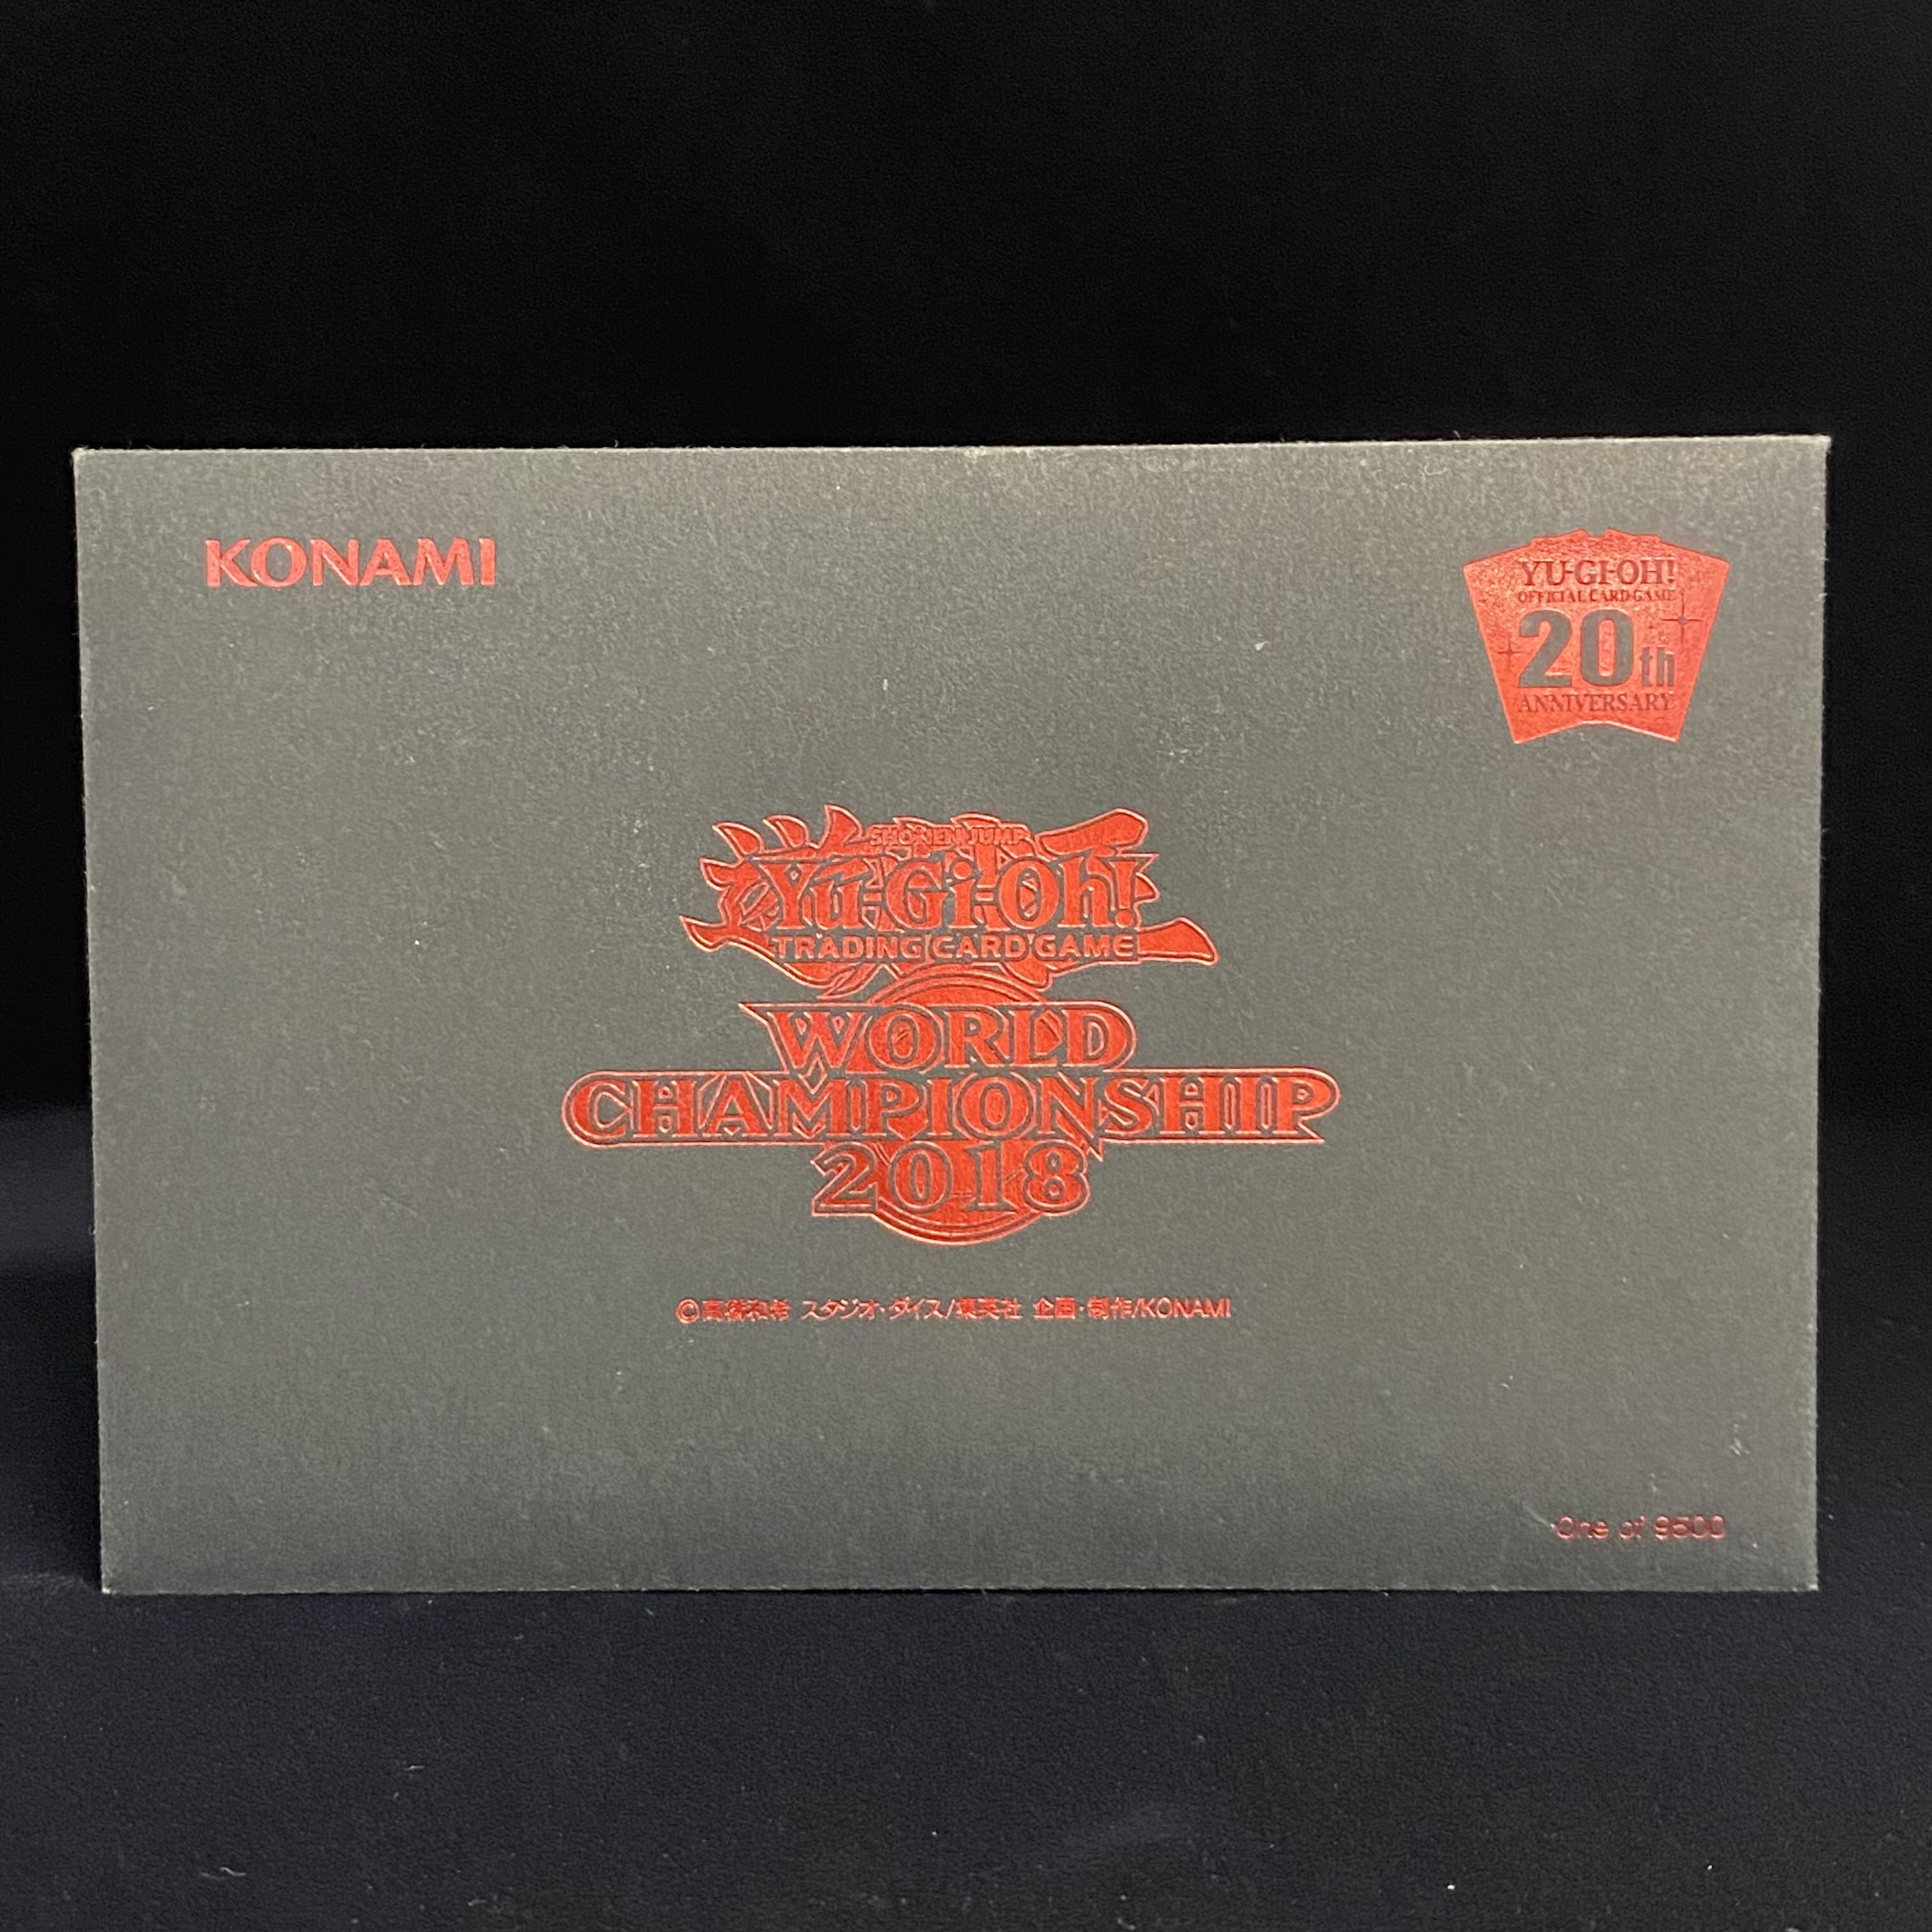 KONAMI
YU-GI-OH!
OFFICIAL CARD GAME
20th
ANNIVERSARY
SHONEN JUMP
Yu-Gi-Oh!
TRADING CARD GAME
WORLD
CHAMPIONSHIP
2018
©高橋和希 スタジオ・ダイス/集英社 企画・制作/KONAMI
One of 9500